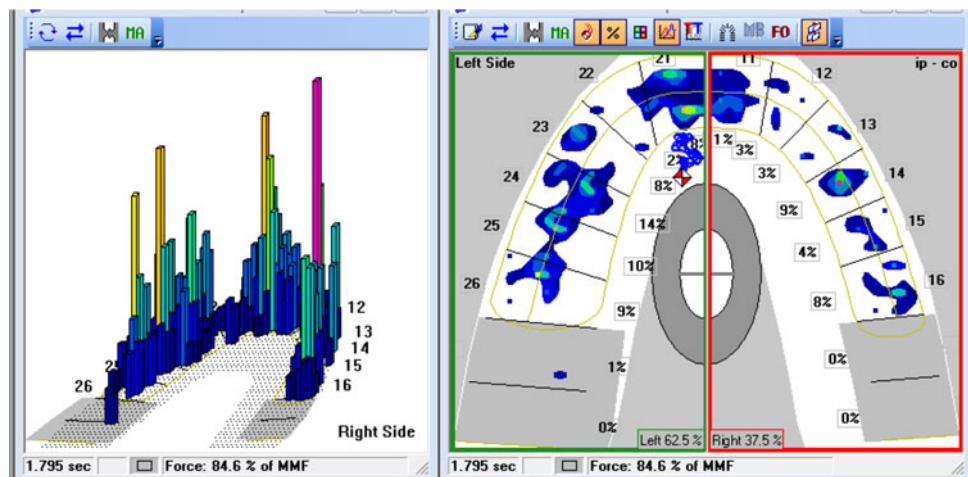 MA
26
12
13
14
15
16
Right Side
1.795 sec
Force: 84.6 % of MMF
MA
%
MB
FO
Left Side
ip - co
22
21
11
12
23
13
24
14
25
15
26
16
8%
1%
3%
2%
3%
8%
9%
14%
4%
10%
8%
9%
0%
1%
0%
0%
Left 62.5 %
Right 37.5 %
1.795 sec
Force: 84.6 % of MMF